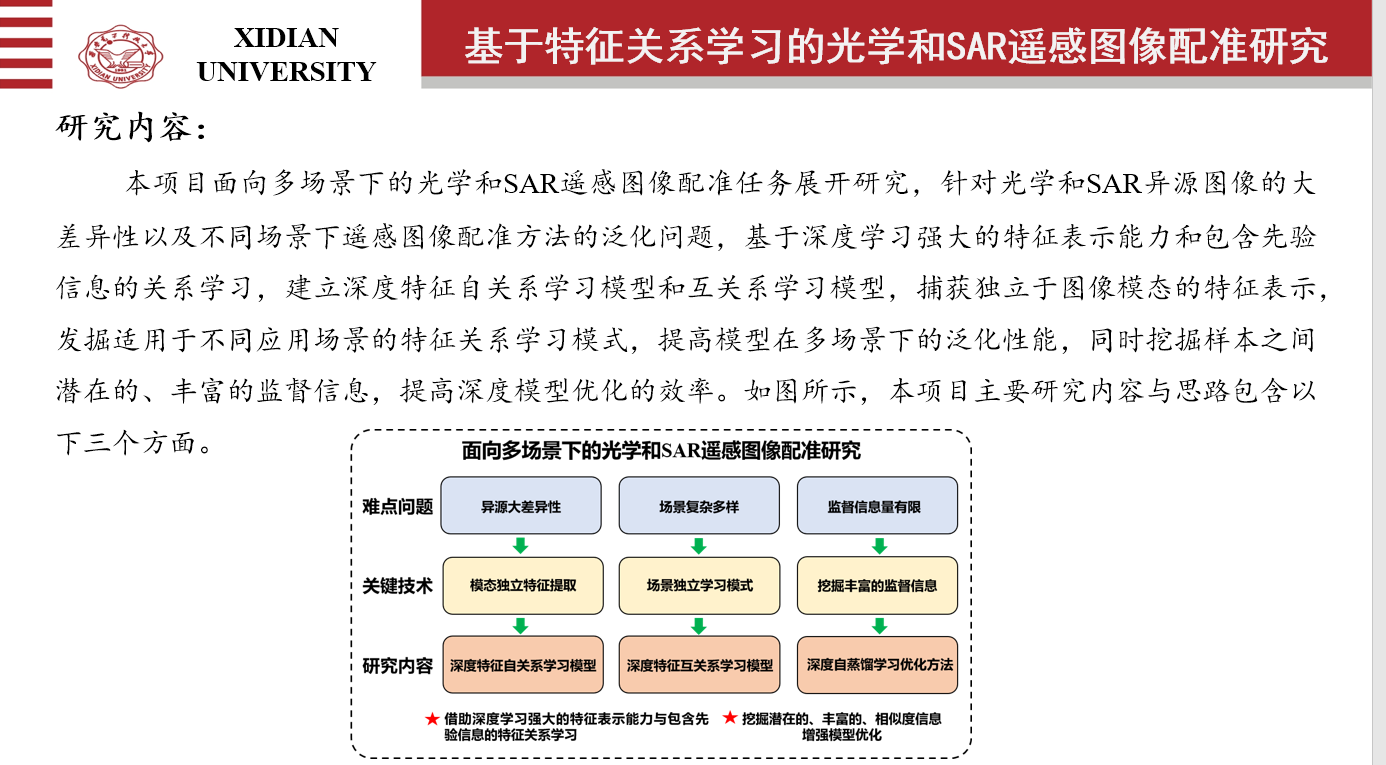 XIDIAN
UNIVERSITY
XIDIAN UNIVERSITY
基于特征关系学习的光学和SAR遥感图像配准研究
研究内容：
本项目面向多场景下的光学和SAR遥感图像配准任务展开研究，针对光学和SAR异源图像的大
差异性以及不同场景下遥感图像配准方法的泛化问题，基于深度学习强大的特征表示能力和包含先验
信息的关系学习，建立深度特征自关系学习模型和互关系学习模型，捕获独立于图像模态的特征表示，
发掘适用于不同应用场景的特征关系学习模式，提高模型在多场景下的泛化性能，同时挖掘样本之间
潜在的、丰富的监督信息，提高深度模型优化的效率。如图所示，本项目主要研究内容与思路包含以
下三个方面。
面向多场景下的光学和SAR遥感图像配准研究
难点问题 异源大差异性 场景复杂多样 监督信息量有限
关键技术 模态独立特征提取 场景独立学习模式 挖掘丰富的监督信息
研究内容 深度特征自关系学习模型 深度特征互关系学习模型 深度自蒸馏学习优化方法
★ 借助深度学习强大的特征表示能力与包含先
验信息的特征关系学习
★ 挖掘潜在的、丰富的、相似度信息
增强模型优化